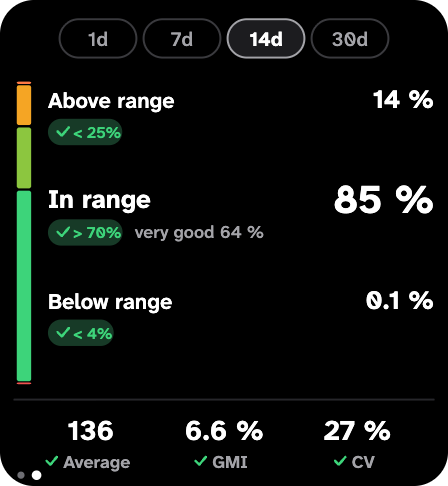 1d 7d 14d 30d
Above range 14 %
< 25%
In range 85 %
> 70% very good 64 %
Below range 0.1 %
< 4%
136 6.6 % 27 %
Average GMI CV